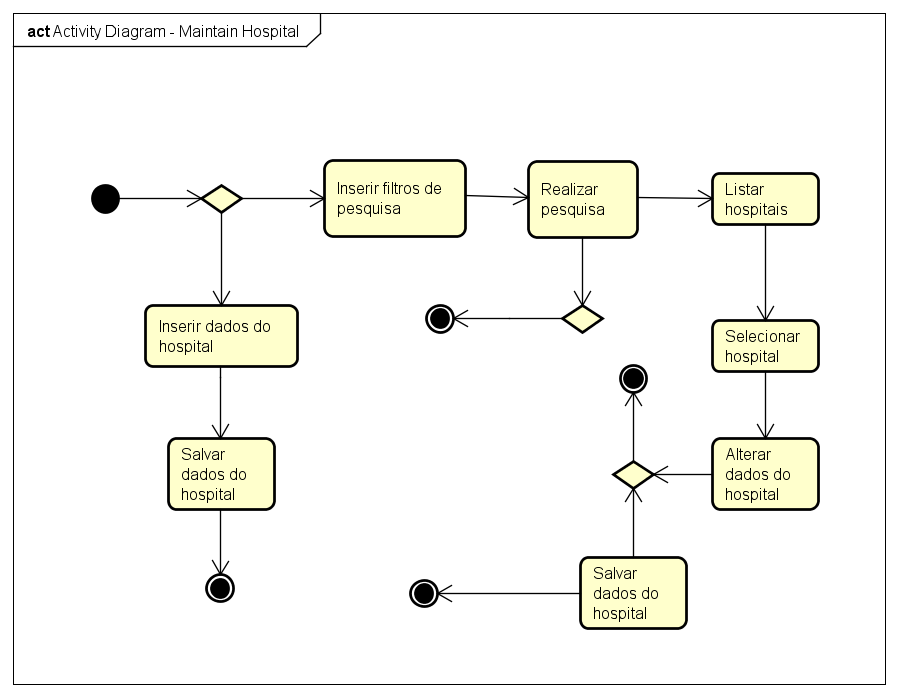 act Activity Diagram - Maintain Hospital
Inserir filtros de
pesquisa
Realizar
pesquisa
Listar
hospitais
Inserir dados do
hospital
Selecionar
hospital
Salvar
dados do
hospital
Alterar
dados do
hospital
Salvar
dados do
hospital